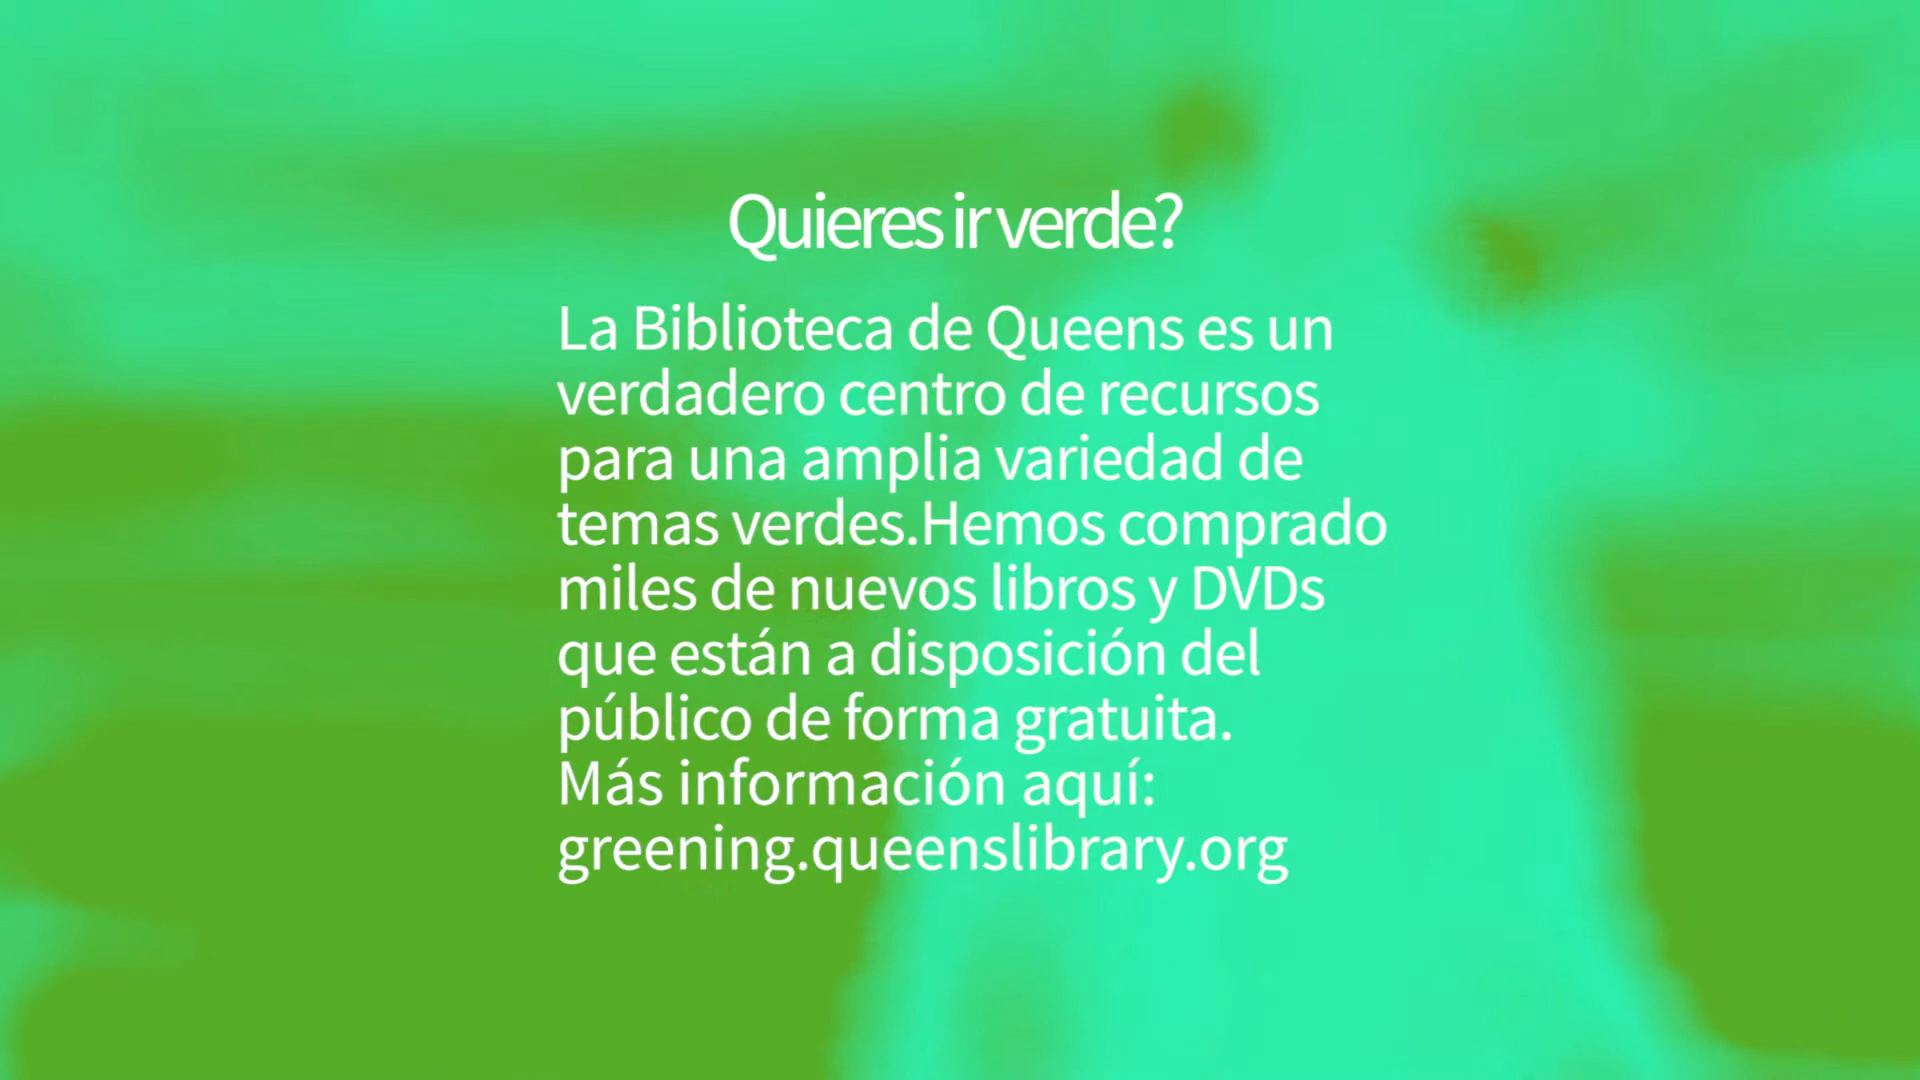 Quieres ir verde?
La Biblioteca de Queens es un
verdadero centro de recursos
para una amplia variedad de
temas verdes.Hemos comprado
miles de nuevos libros y DVDs
que están a disposición del
público de forma gratuita.
Más información aquí:
greening.queenslibrary.org